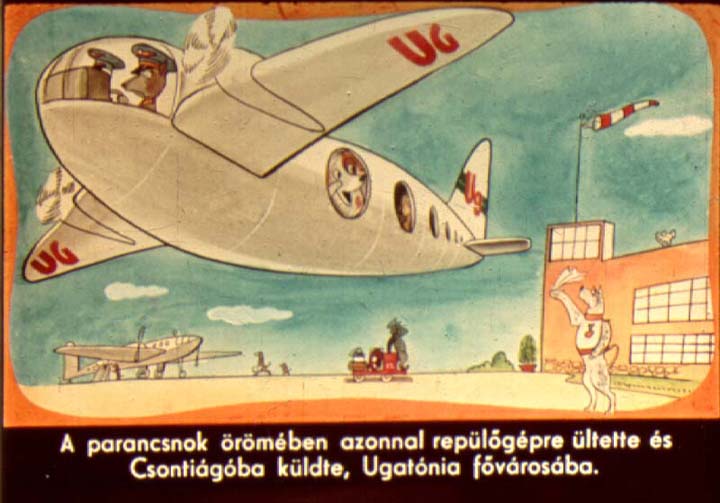 UG
UG
Ug
A parancsnok örömében azonnal repülőgépre ültette és
Csontiágóba küldte, Ugatónia fővárosába.